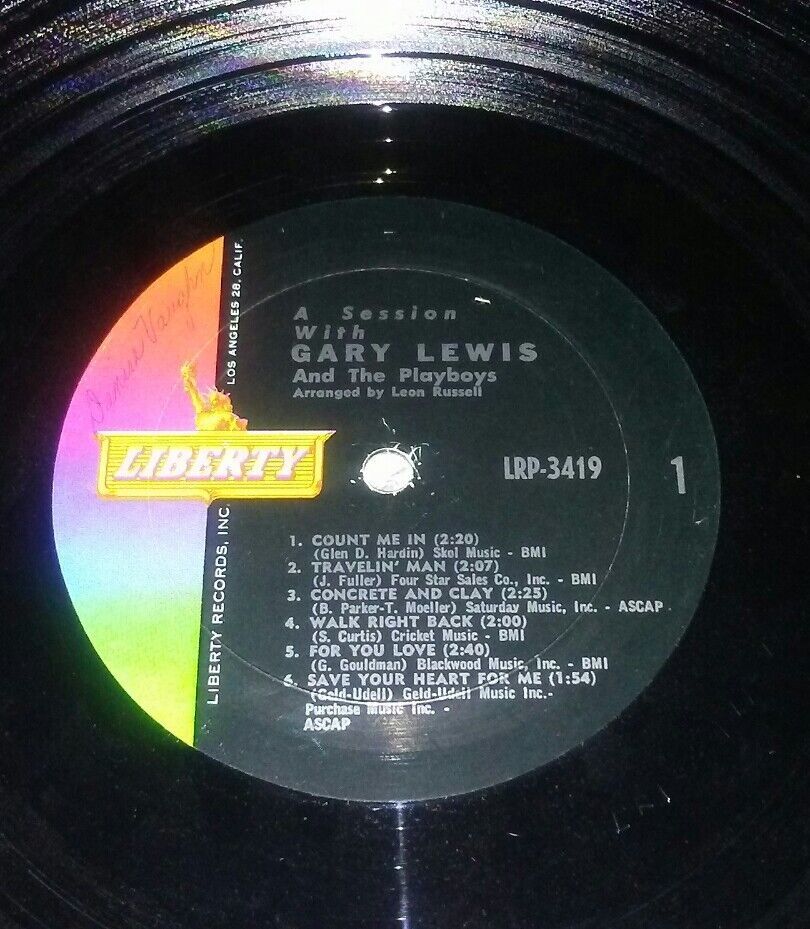 A Session
With
GARY LEWIS
And The Playboys
Arranged by Leon Russell
LRP-3419
1
LIBERTY
LIBERTY RECORDS, INC.
LOS ANGELES 28, CALIF.
1. COUNT ME IN (2:20)
(Glen D. Hardin) Skol Music - BMI
2. TRAVELIN' MAN (2:07)
(J. Fuller) Four Star Sales Co., Inc. - BMI
3. CONCRETE AND CLAY (2:25)
(B. Parker-T. Moeller) Saturday Music, Inc. - ASCAP
4. WALK RIGHT BACK (2:00)
(S. Curtis) Cricket Music - BMI
5. FOR YOU LOVE (2:40)
(G. Gouldman) Blackwood Music, Inc. - BMI
6. SAVE YOUR HEART FOR ME (1:54)
(Geld-Udell) Geld-Udell Music Inc.-
Purchase Music Inc. -
ASCAP
Vaughn